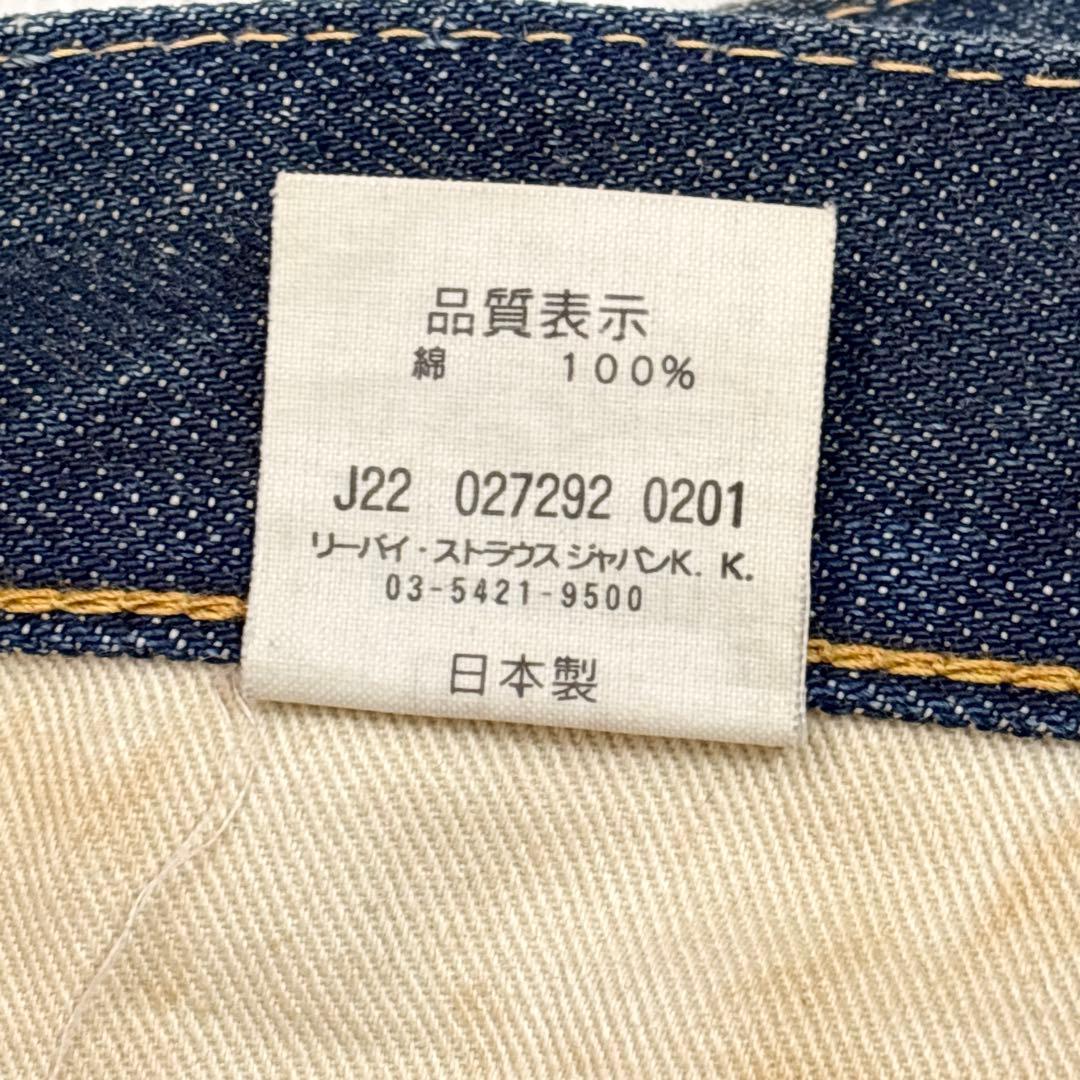 品質表示
綿　　　１００％
J22 027292 0201
リーバイ・ストラウスジャパンK. K.
03-5421-9500
日本製